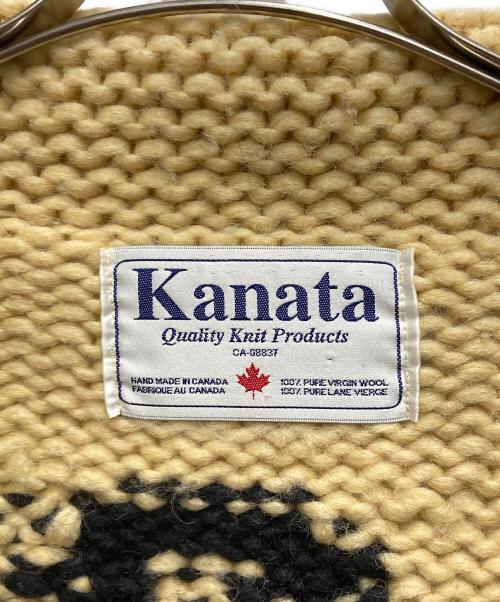 Kanata
Quality Knit Products
CA-08837
HAND MADE IN CANADA
FABRIQUE AU CANADA
100% PURE VIRGIN WOOL
100% PURE LANE VIERGE